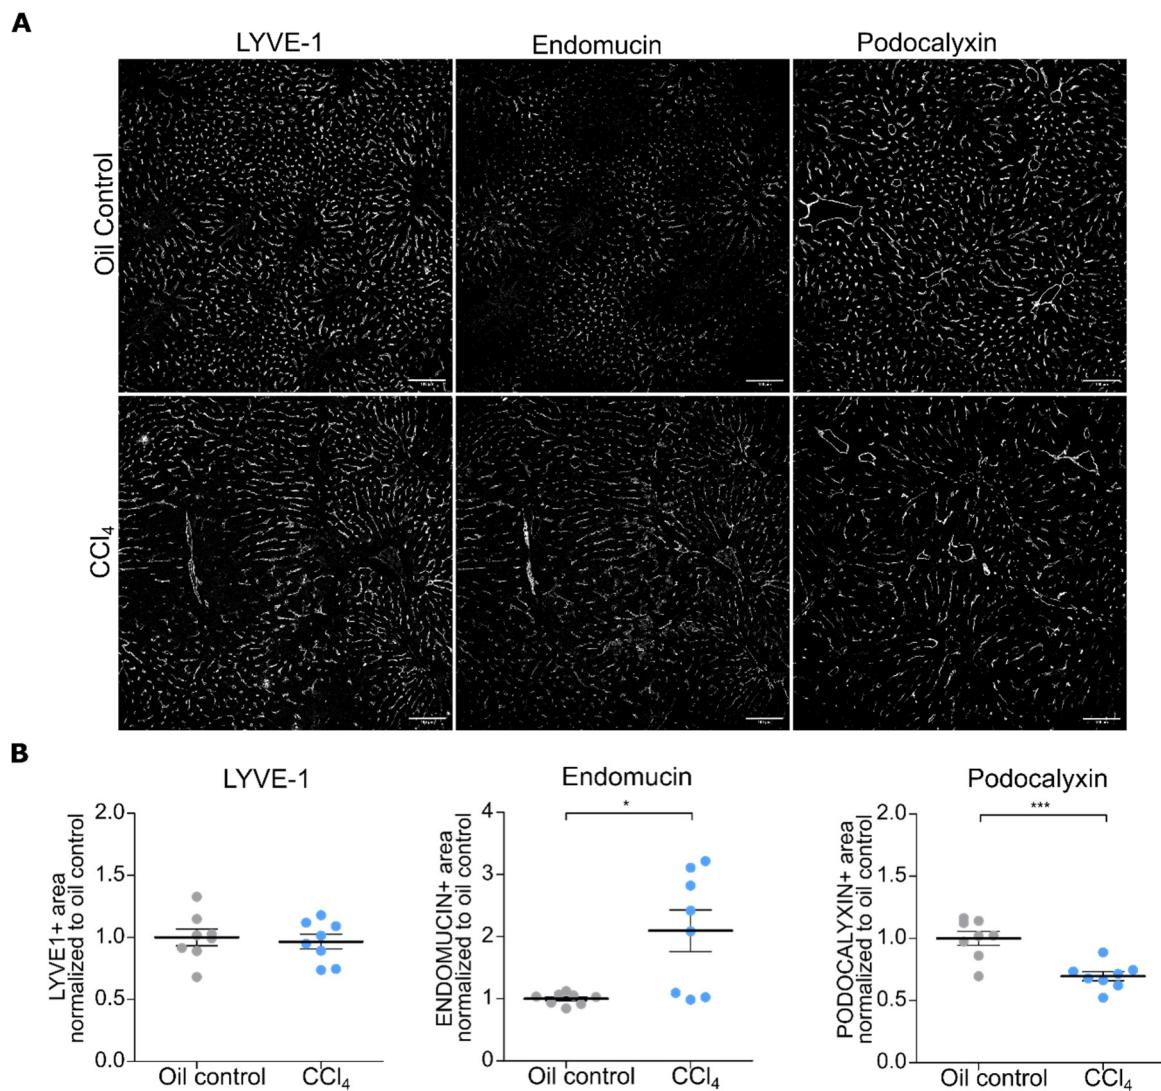 A
LYVE-1 Endomucin Podocalyxin
Oil Control
CCl₄
B
LYVE-1
LYVE1+ area
normalized to oil control
2.0
1.5
1.0
0.5
0.0
Oil control CCl₄
Endomucin
ENDOMUCIN+ area
normalized to oil control
4
3
2
1
0
*
Oil control CCl₄
Podocalyxin
PODOCALYXIN+ area
normalized to oil control
2.0
1.5
1.0
0.5
0.0
***
Oil control CCl₄